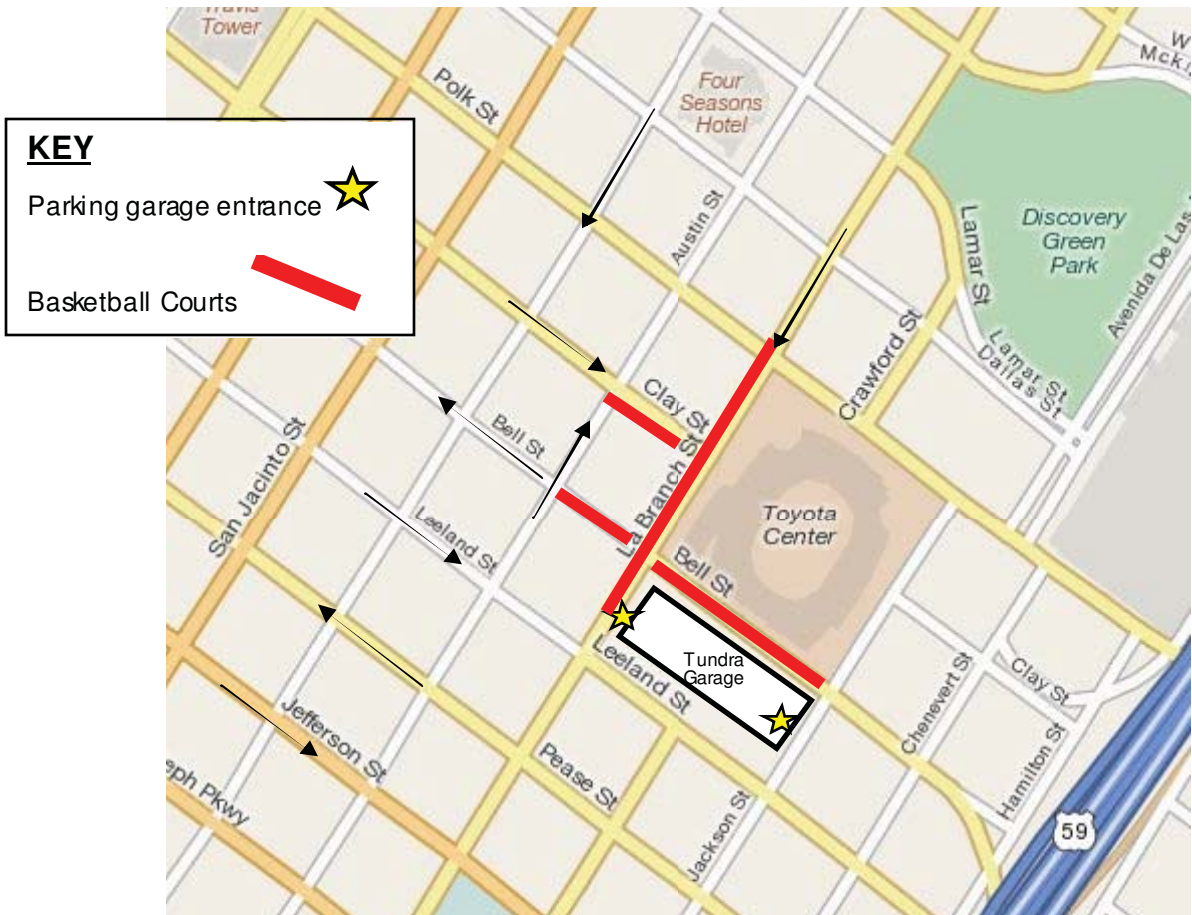 Travis
Tower
Polk St
Four
Seasons
Hotel
W
McKi
KEY
Parking garage entrance
Basketball Courts
Austin St
Lamar St
Discovery
Green
Park
Avenida De Las
Crawford St
Lamar St
Dallas St
Clay St
Bell St
La Branch St
San Jacinto St
Leeland St
Toyota
Center
Bell St
Leeland St
Tundra
Garage
Jefferson St
eph Pkwy
Pease St
Jackson St
Chenevert St
Clay St
Hamilton St
59